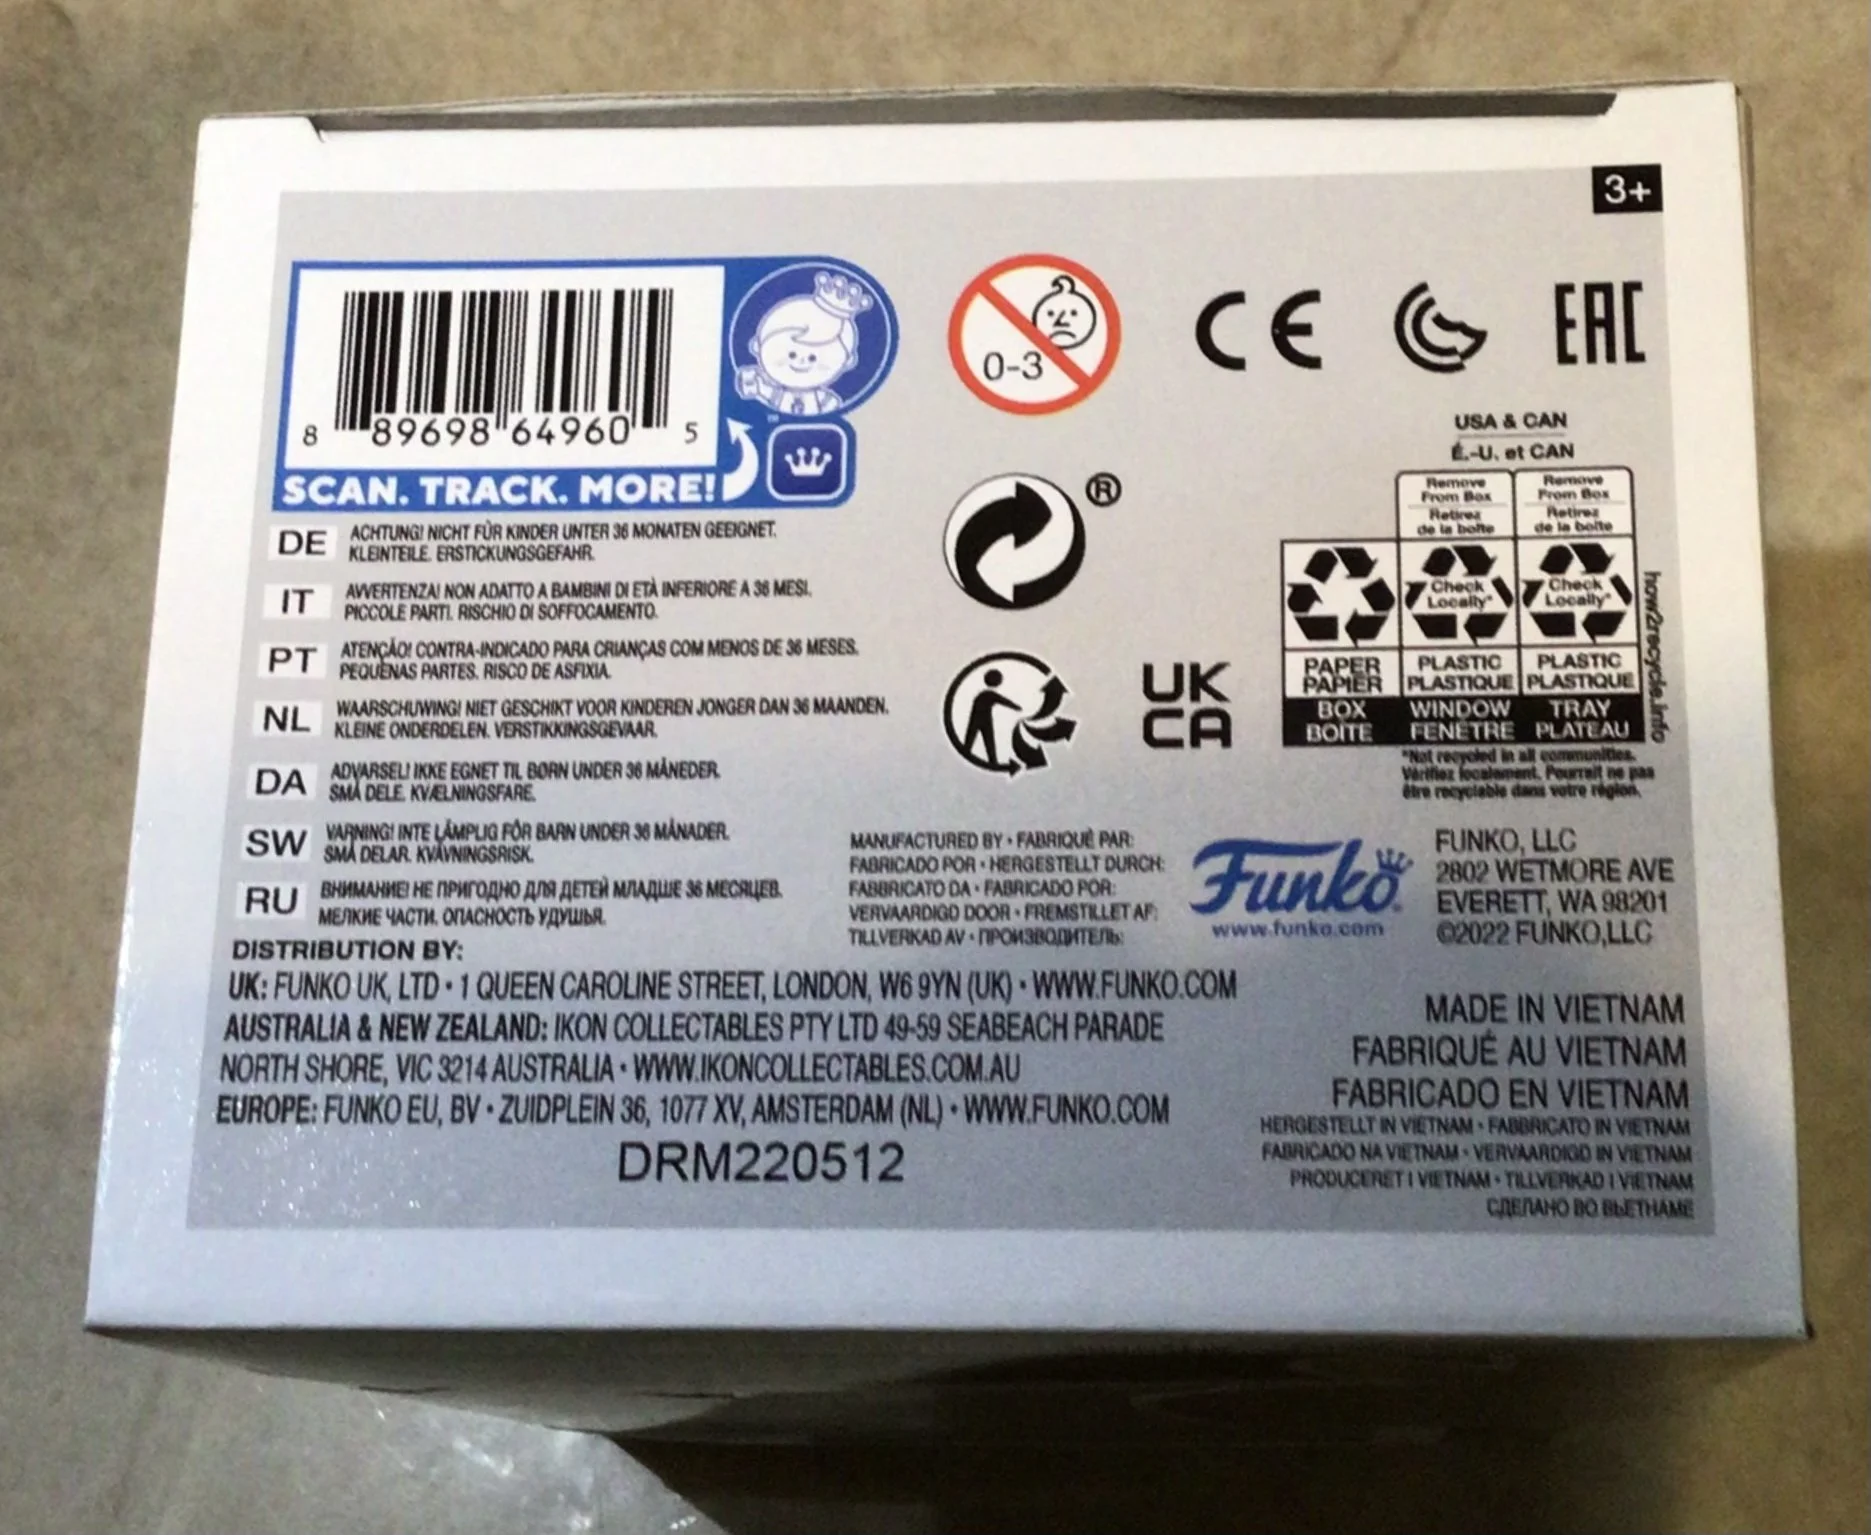 3+
8 89698 64960 5
SCAN. TRACK. MORE!
™
0-3
CE
EAC
USA & CAN
É.-U. et CAN
Remove From Box
Retirez de la boîte
Remove From Box
Retirez de la boîte
®
Check Locally*
Check Locally*
PAPER PAPIER
PLASTIC PLASTIQUE
PLASTIC PLASTIQUE
BOX BOÎTE
WINDOW FENÊTRE
TRAY PLATEAU
how2recycle.info
*Not recycled in all communities.
Vérifiez localement. Pourrait ne pas
être recyclable dans votre région.
UK
CA
DE ACHTUNG! NICHT FÜR KINDER UNTER 36 MONATEN GEEIGNET.
KLEINTEILE. ERSTICKUNGSGEFAHR.
IT AVVERTENZA! NON ADATTO A BAMBINI DI ETÀ INFERIORE A 36 MESI.
PICCOLE PARTI. RISCHIO DI SOFFOCAMENTO.
PT ATENÇÃO! CONTRA-INDICADO PARA CRIANÇAS COM MENOS DE 36 MESES.
PEQUENAS PARTES. RISCO DE ASFIXIA.
NL WAARSCHUWING! NIET GESCHIKT VOOR KINDEREN JONGER DAN 36 MAANDEN.
KLEINE ONDERDELEN. VERSTIKKINGSGEVAAR.
DA ADVARSEL! IKKE EGNET TIL BØRN UNDER 36 MÅNEDER.
SMÅ DELE. KVÆLNINGSFARE.
SW VARNING! INTE LÄMPLIG FÖR BARN UNDER 36 MÅNADER.
SMÅ DELAR. KVÄVNINGSRISK.
RU ВНИМАНИЕ! НЕ ПРИГОДНО ДЛЯ ДЕТЕЙ МЛАДШЕ 36 МЕСЯЦЕВ.
МЕЛКИЕ ЧАСТИ. ОПАСНОСТЬ УДУШЬЯ.
MANUFACTURED BY • FABRIQUÉ PAR:
FABRICADO POR • HERGESTELLT DURCH:
FABBRICATO DA • FABRICADO POR:
VERVAARDIGD DOOR • FREMSTILLET AF:
TILLVERKAD AV • ПРОИЗВОДИТЕЛЬ:
Funko
www.funko.com
FUNKO, LLC
2802 WETMORE AVE
EVERETT, WA 98201
©2022 FUNKO,LLC
DISTRIBUTION BY:
UK: FUNKO UK, LTD • 1 QUEEN CAROLINE STREET, LONDON, W6 9YN (UK) • WWW.FUNKO.COM
AUSTRALIA & NEW ZEALAND: IKON COLLECTABLES PTY LTD 49-59 SEABEACH PARADE
NORTH SHORE, VIC 3214 AUSTRALIA • WWW.IKONCOLLECTABLES.COM.AU
EUROPE: FUNKO EU, BV • ZUIDPLEIN 36, 1077 XV, AMSTERDAM (NL) • WWW.FUNKO.COM
DRM220512
MADE IN VIETNAM
FABRIQUÉ AU VIETNAM
FABRICADO EN VIETNAM
HERGESTELLT IN VIETNAM • FABBRICATO IN VIETNAM
FABRICADO NA VIETNAM • VERVAARDIGD IN VIETNAM
PRODUCERET I VIETNAM • TILLVERKAD I VIETNAM
СДЕЛАНО ВО ВЬЕТНАМЕ